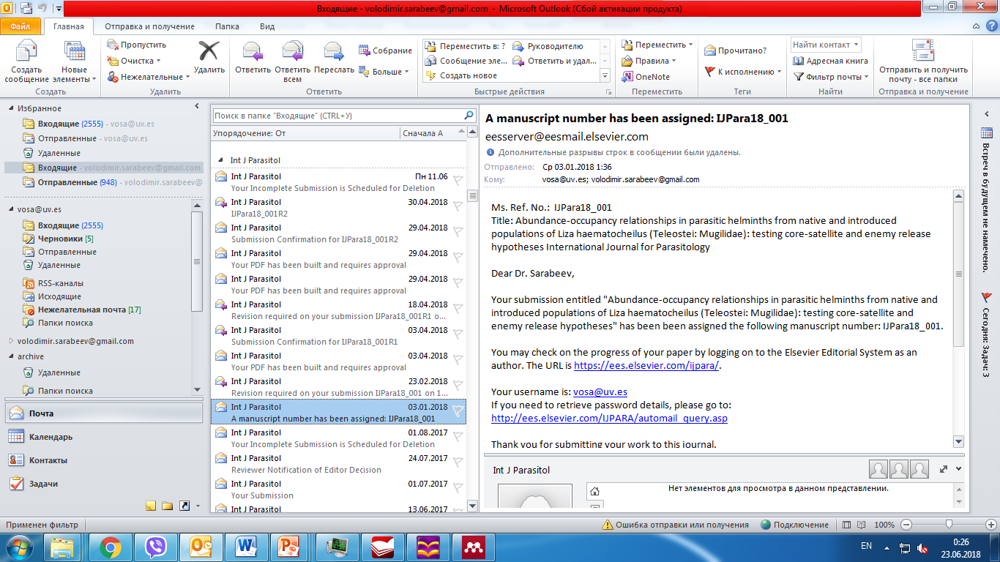 Входящие - volodimir.sarabeev@gmail.com - Microsoft Outlook (Сбой активации продукта)
Файл Главная Отправка и получение Папка Вид
Создать сообщение
Новые элементы
Пропустить
Очистка
Нежелательные
Удалить
Ответить
Ответить всем
Переслать
Собрание
Больше
Переместить в: ?
Сообщение эле...
Создать новое
Руководителю
Ответить и удал...
Переместить
Правила
OneNote
Прочитано?
К исполнению
Найти контакт
Адресная книга
Фильтр почты
Отправить и получить почту - все папки
Создать Удалить Ответить Быстрые действия Переместить Теги Найти Отправка и получение
Избранное
Входящие (2555) - vosa@uv.es
Отправленные - vosa@uv.es
Удаленные
Входящие - volodimir.sarabeev@gmail.com
Отправленные (948) - volodimir.sarabeev@
vosa@uv.es
Входящие (2555)
Черновики [5]
Отправленные
Удаленные
RSS-каналы
Исходящие
Нежелательная почта [17]
Папки поиска
volodimir.sarabeev@gmail.com
archive
Удаленные
Папки поиска
Почта
Календарь
Контакты
Задачи
Поиск в папке "Входящие" (CTRL+У)
Упорядочение: От Сначала А
Int J Parasitol
Int J Parasitol Пн 11.06
Your Incomplete Submission is Scheduled for Deletion
Int J Parasitol 30.04.2018
IJPara18_001R2
Int J Parasitol 29.04.2018
Submission Confirmation for IJPara18_001R2
Int J Parasitol 29.04.2018
Your PDF has been built and requires approval
Int J Parasitol 29.04.2018
Your PDF has been built and requires approval
Int J Parasitol 18.04.2018
Revision required on your submission IJPara18_001R1 o...
Int J Parasitol 03.04.2018
Submission Confirmation for IJPara18_001R1
Int J Parasitol 03.04.2018
Your PDF has been built and requires approval
Int J Parasitol 23.02.2018
Revision required on your submission IJPara18_001 on 1...
Int J Parasitol 03.01.2018
A manuscript number has been assigned: IJPara18_001
Int J Parasitol 01.08.2017
Your Incomplete Submission is Scheduled for Deletion
Int J Parasitol 24.07.2017
Reviewer Notification of Editor Decision
Int J Parasitol 01.07.2017
Your Submission
Int J Parasitol 13.06.2017
A manuscript number has been assigned: IJPara18_001
eesserver@eesmail.elsevier.com
Дополнительные разрывы строк в сообщении были удалены.
Отправлено: Ср 03.01.2018 1:36
Кому: vosa@uv.es; volodimir.sarabeev@gmail.com
Ms. Ref. No.: IJPara18_001
Title: Abundance-occupancy relationships in parasitic helminths from native and introduced
populations of Liza haematocheilus (Teleostei: Mugilidae): testing core-satellite and enemy release
hypotheses International Journal for Parasitology
Dear Dr. Sarabeev,
Your submission entitled "Abundance-occupancy relationships in parasitic helminths from native and
introduced populations of Liza haematocheilus (Teleostei: Mugilidae): testing core-satellite and
enemy release hypotheses" has been been assigned the following manuscript number: IJPara18_001.
You may check on the progress of your paper by logging on to the Elsevier Editorial System as an
author. The URL is https://ees.elsevier.com/ijpara/.
Your username is: vosa@uv.es
If you need to retrieve password details, please go to:
http://ees.elsevier.com/IJPARA/automail_query.asp
Thank you for submitting your work to this journal.
Int J Parasitol
Нет элементов для просмотра в данном представлении.
Встреч в будущем не намечено.
Сегодня: Задач: 3
Применен фильтр Ошибка отправки или получения Подключение 100%
EN 0:26
23.06.2018